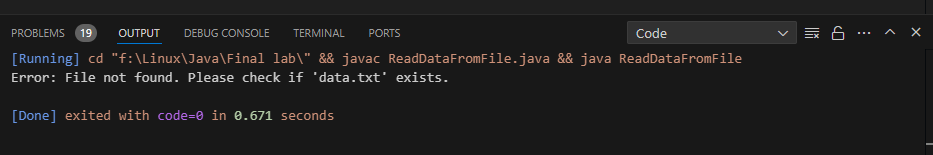 PROBLEMS 19 OUTPUT DEBUG CONSOLE TERMINAL PORTS Code
[Running] cd "f:\Linux\Java\Final lab\" && javac ReadDataFromFile.java && java ReadDataFromFile
Error: File not found. Please check if 'data.txt' exists.
[Done] exited with code=0 in 0.671 seconds